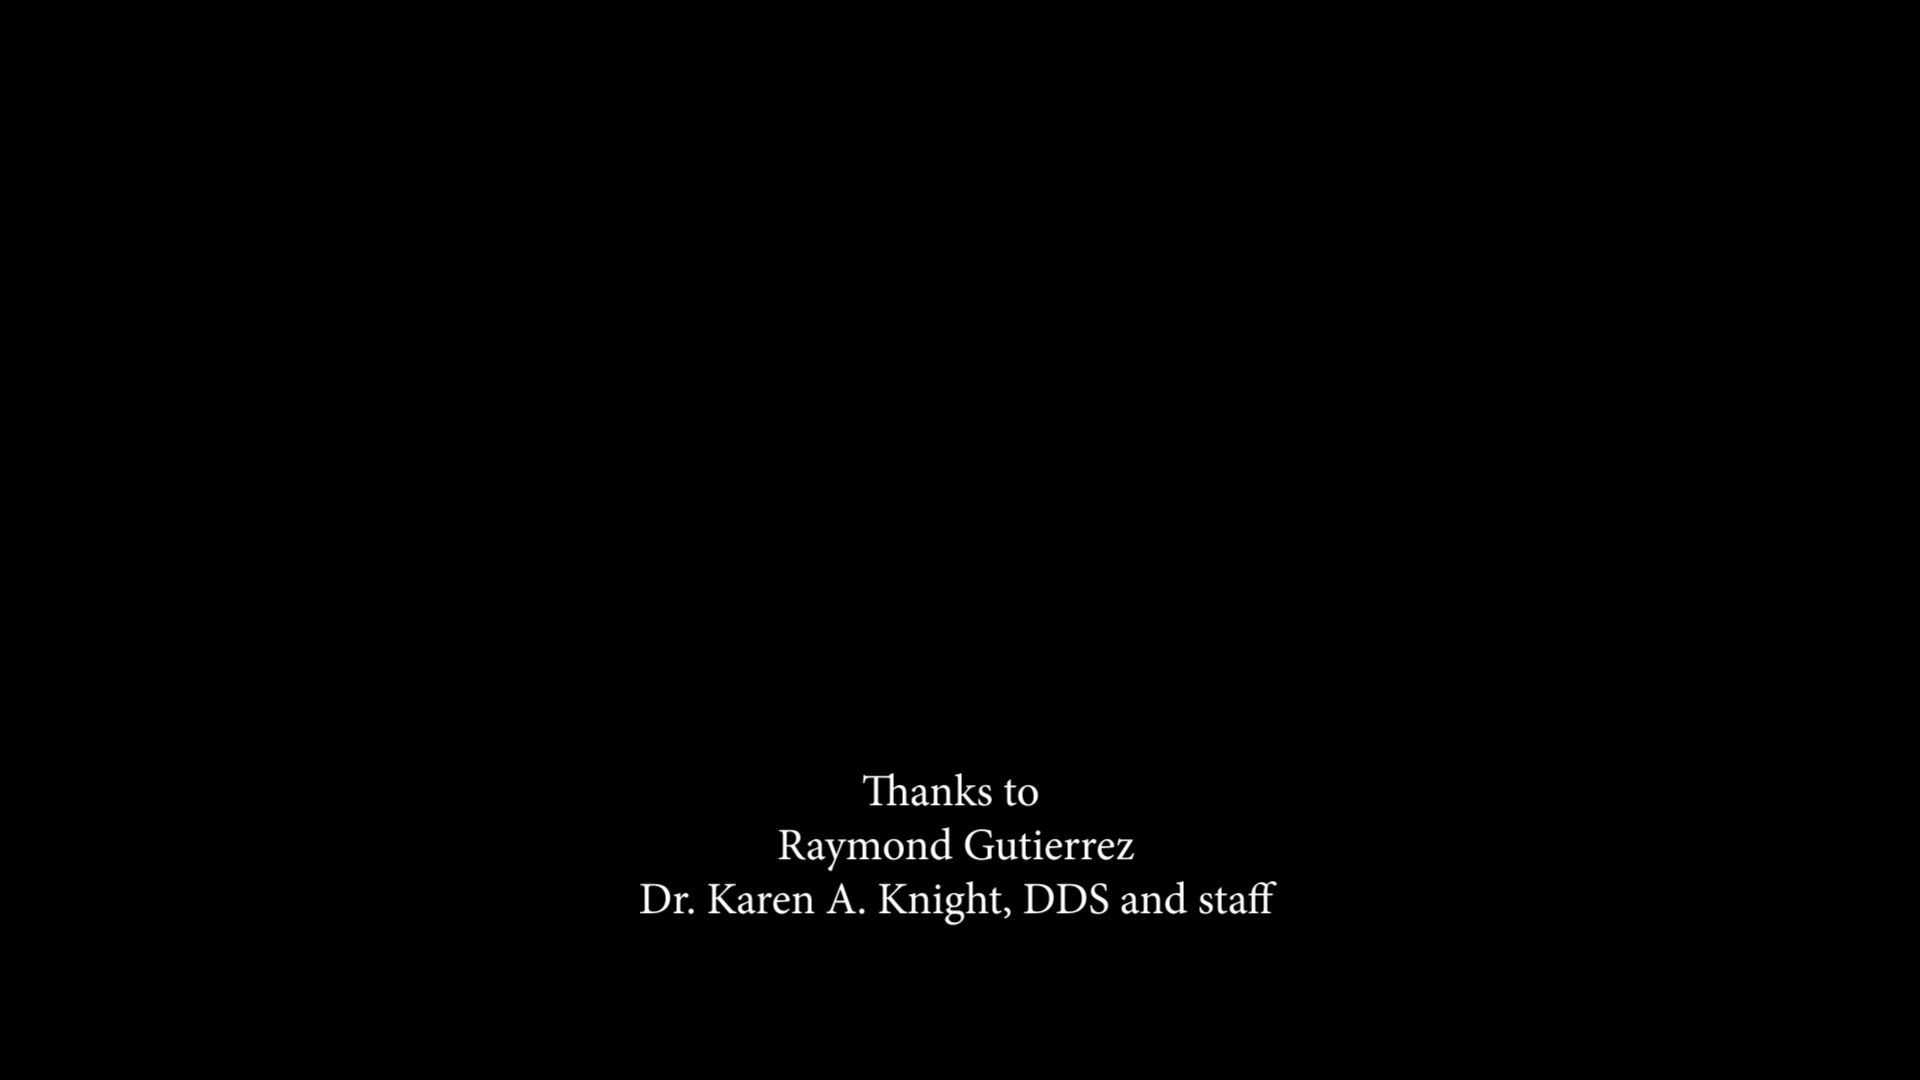 Thanks to
Raymond Gutierrez
Dr. Karen A. Knight, DDS and staff